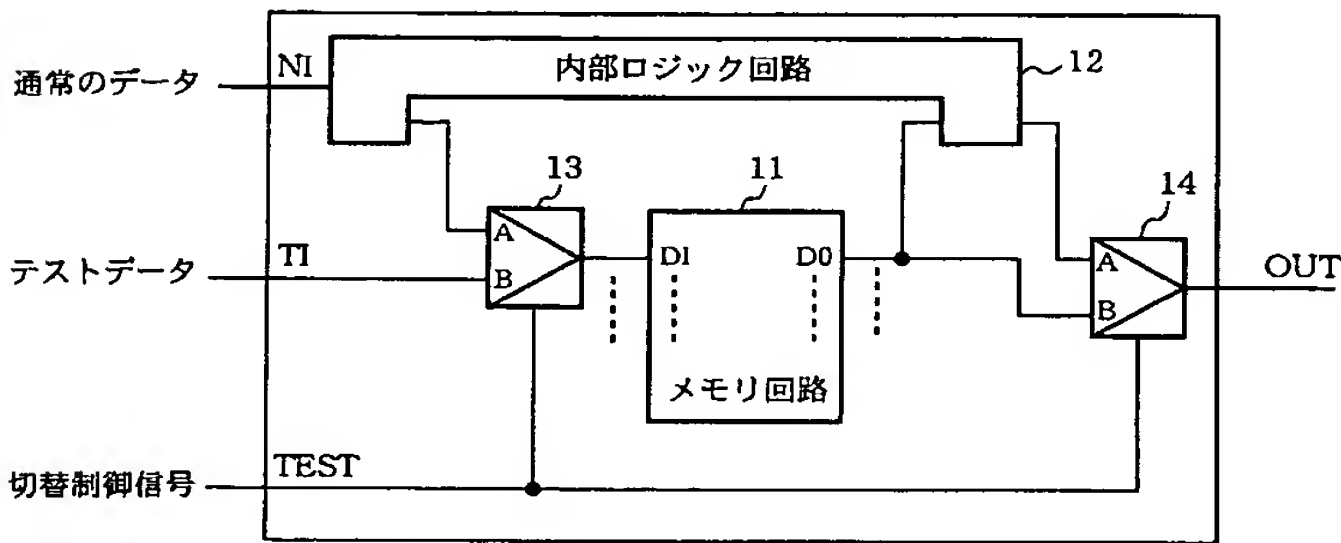 通常のデータ
NI
内部ロジック回路
12
13
11
14
A
B
テストデータ
TI
DI
D0
A
B
OUT
メモリ回路
切替制御信号
TEST